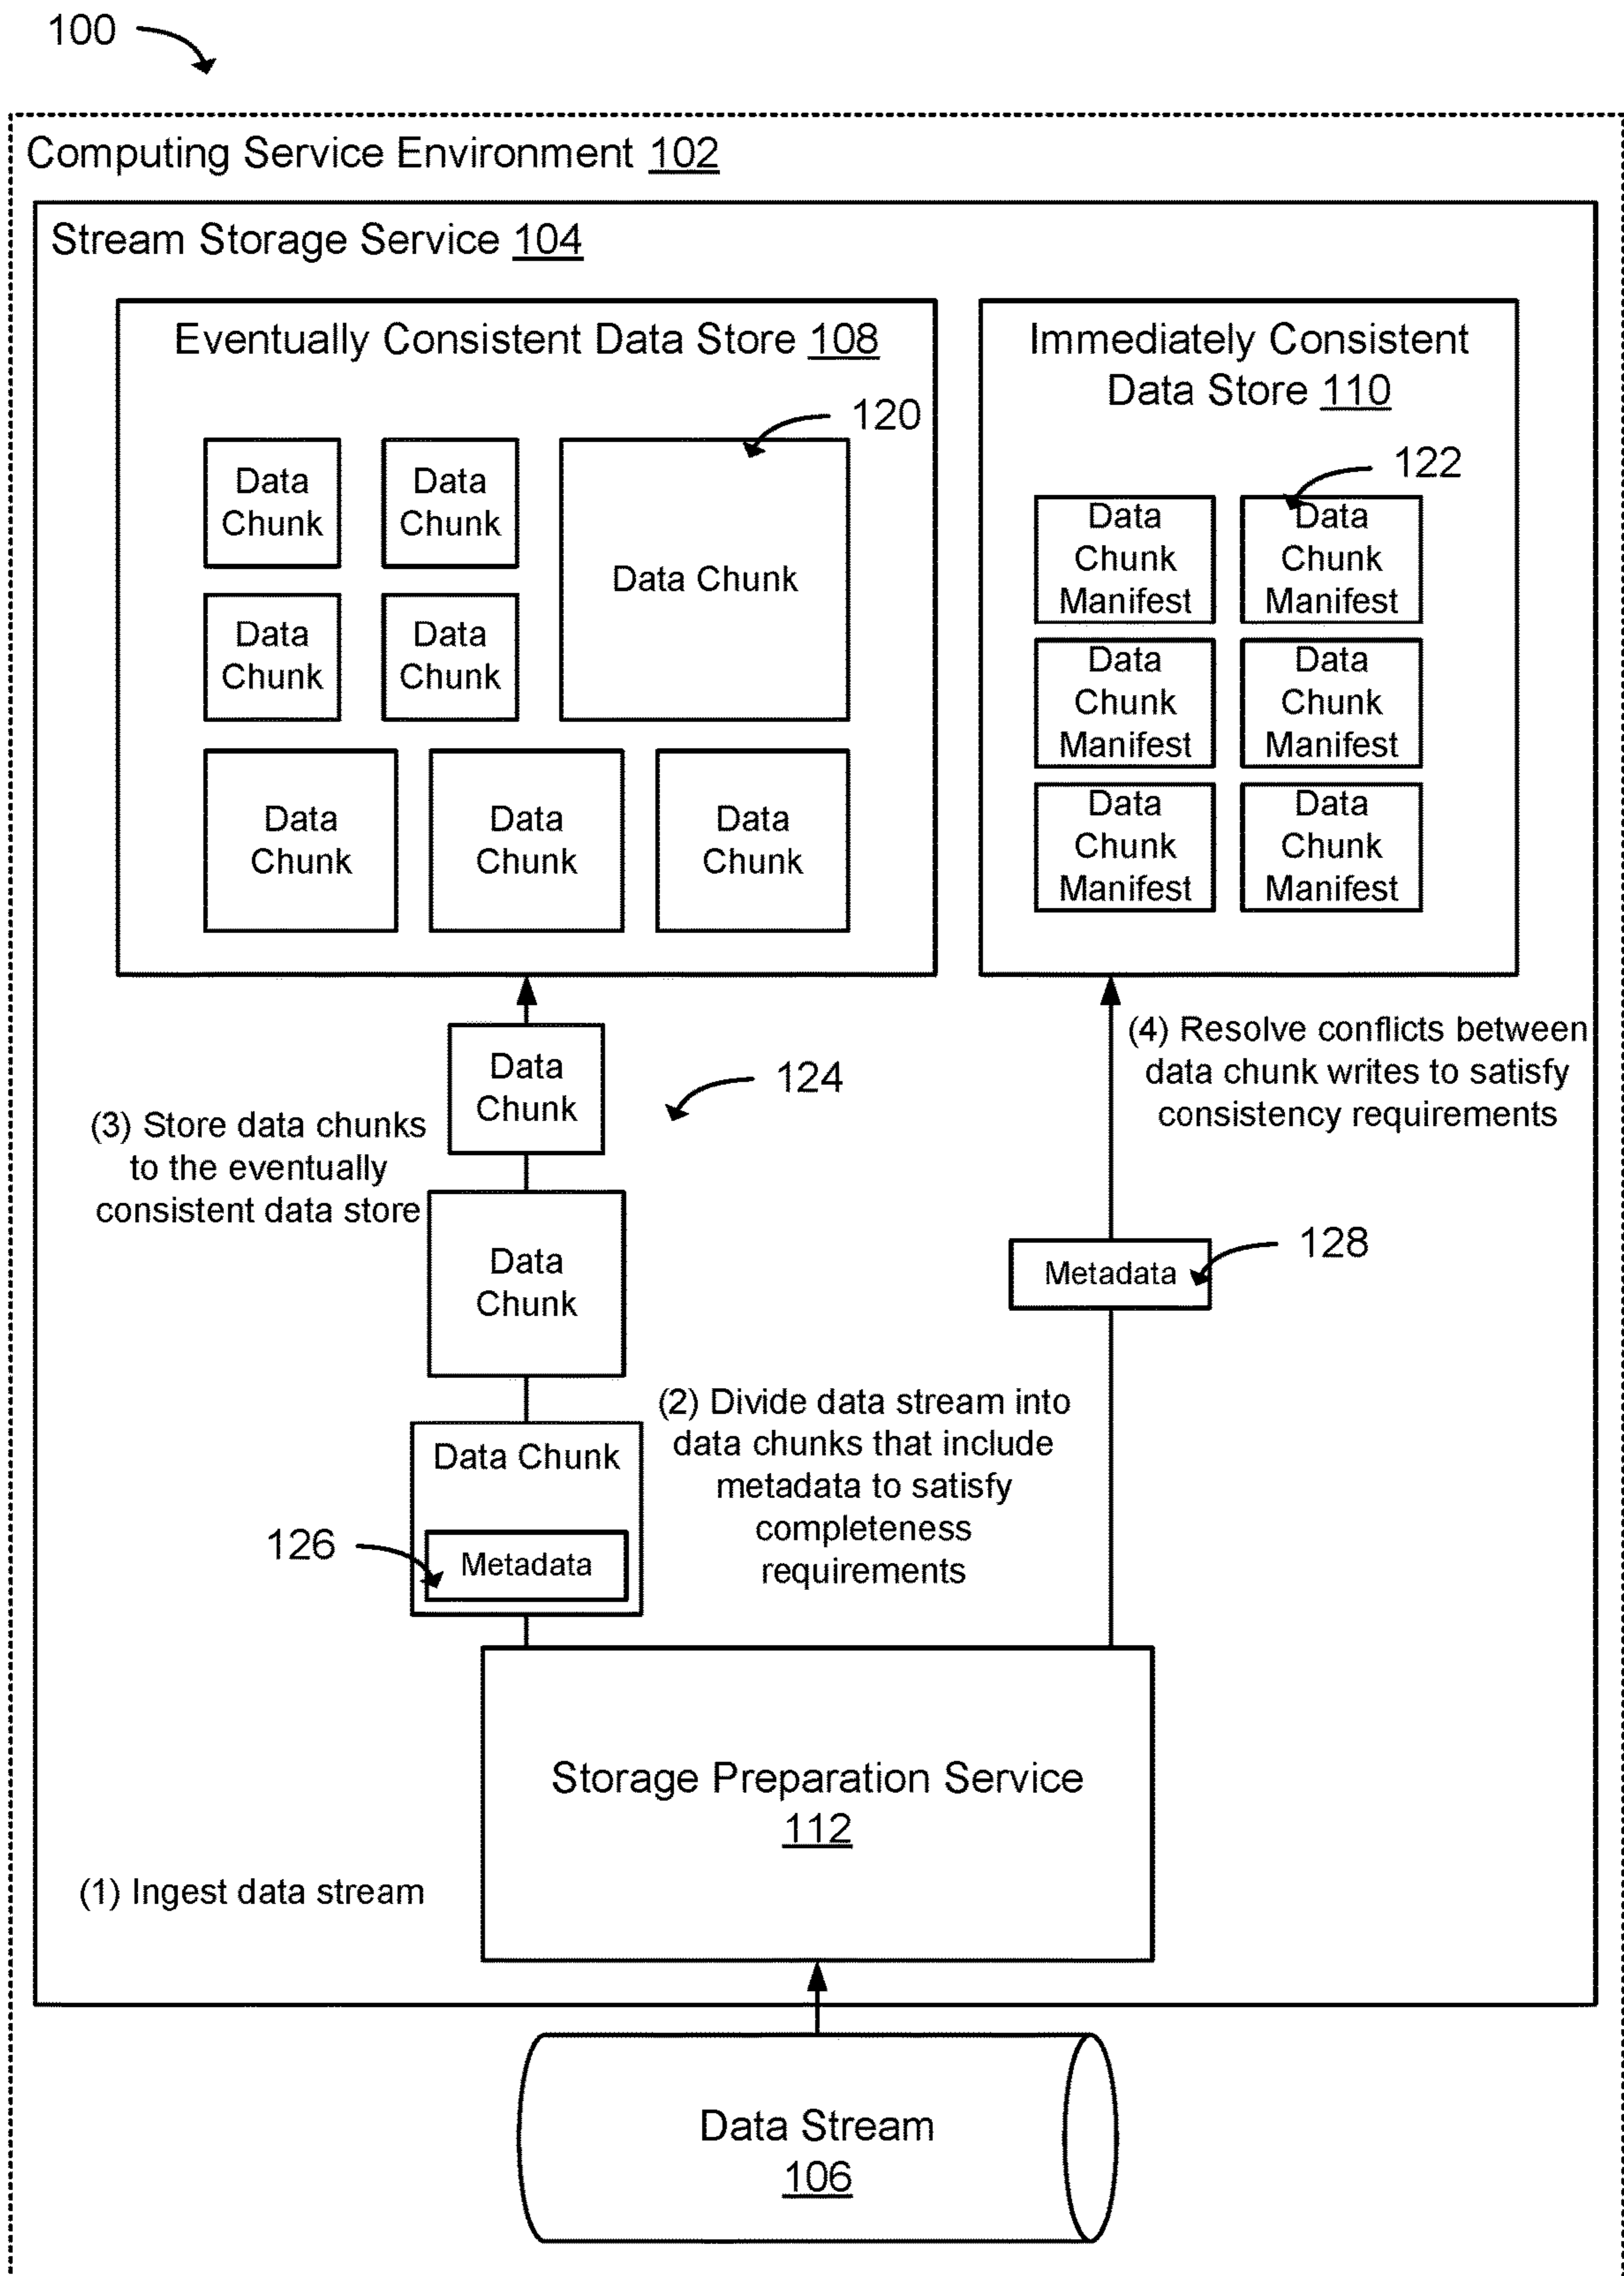 100
Computing Service Environment 102
Stream Storage Service 104
Eventually Consistent Data Store 108
120
Data
Chunk
Data
Chunk
Data Chunk
Data
Chunk
Data
Chunk
Data
Chunk
Data
Chunk
Data
Chunk
Immediately Consistent
Data Store 110
122
Data
Chunk
Manifest
Data
Chunk
Manifest
Data
Chunk
Manifest
Data
Chunk
Manifest
Data
Chunk
Manifest
Data
Chunk
Manifest
Data
Chunk
124
(3) Store data chunks
to the eventually
consistent data store
Data
Chunk
(4) Resolve conflicts between
data chunk writes to satisfy
consistency requirements
Metadata
128
Data Chunk
126
Metadata
(2) Divide data stream into
data chunks that include
metadata to satisfy
completeness
requirements
Storage Preparation Service
112
(1) Ingest data stream
Data Stream
106